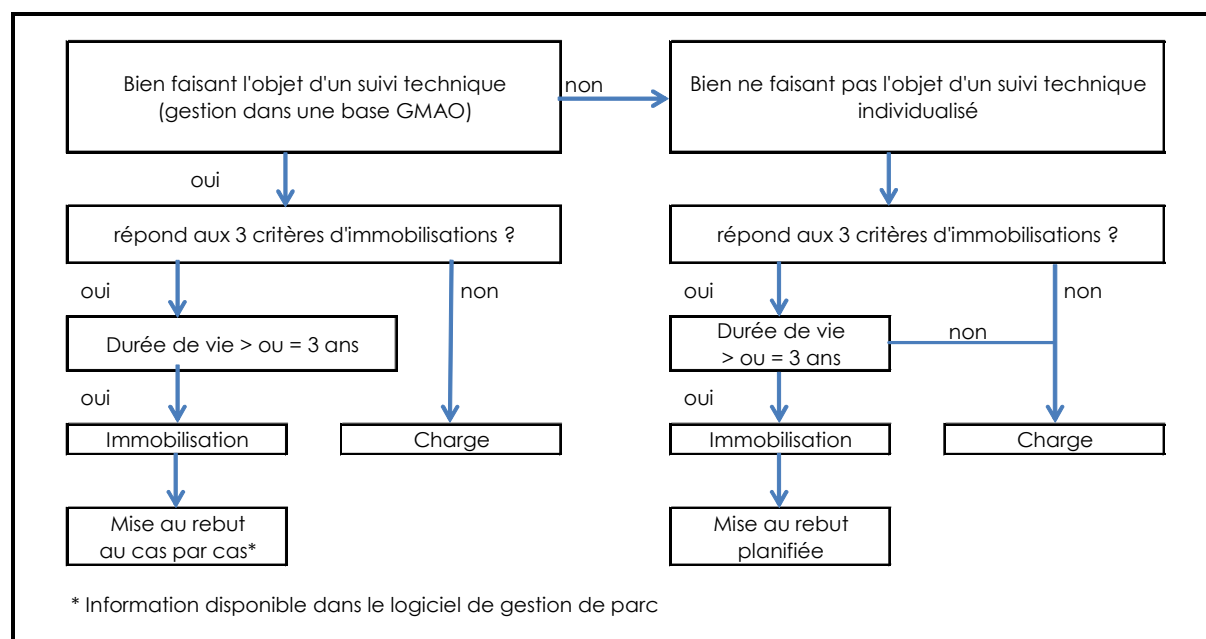 Bien faisant l'objet d'un suivi technique
(gestion dans une base GMAO)
non
Bien ne faisant pas l'objet d'un suivi technique
individualisé
oui
répond aux 3 critères d'immobilisations ?
répond aux 3 critères d'immobilisations ?
oui
non
oui
non
Durée de vie > ou = 3 ans
Durée de vie
> ou = 3 ans
non
oui
oui
Immobilisation
Charge
Immobilisation
Charge
Mise au rebut
au cas par cas*
Mise au rebut
planifiée
* Information disponible dans le logiciel de gestion de parc